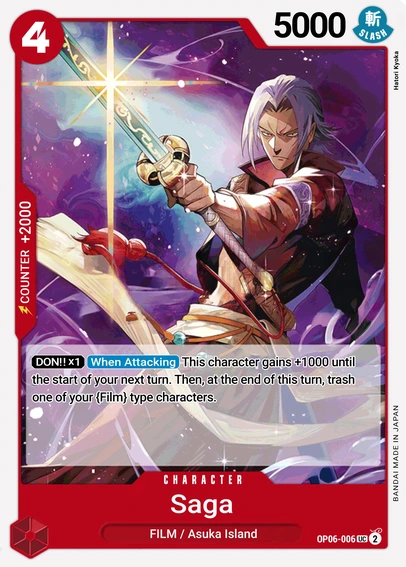 4
5000
斬
SLASH
Hatori Kyoka
COUNTER +2000
DON!! ×1 When Attacking This character gains +1000 until
the start of your next turn. Then, at the end of this turn, trash
one of your {Film} type characters.
CHARACTER
Saga
FILM / Asuka Island
OP06-006 UC 2
BANDAI MADE IN JAPAN